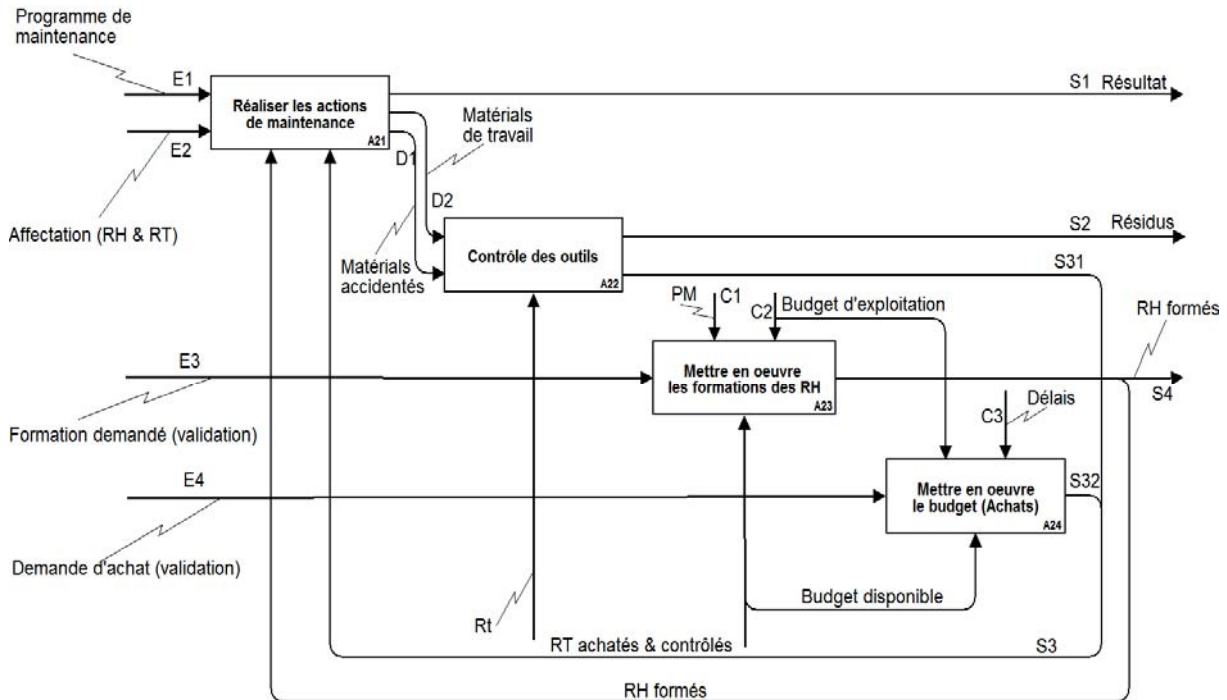 Programme de
maintenance
E1
E2
Réaliser les actions
de maintenance
A21
S1 Résultat
Matérials
de travail
D1
D2
Affectation (RH & RT)
Matérials
accidentés
Contrôle des outils
A22
S2 Résidus
S31
PM
C1
C2
Budget d'exploitation
RH formés
E3
Mettre en oeuvre
les formations des RH
A23
S4
Formation demandé (validation)
C3
Délais
E4
Mettre en oeuvre
le budget (Achats)
A24
S32
Demande d'achat (validation)
Budget disponible
Rt
RT achatés & contrôlés
S3
RH formés